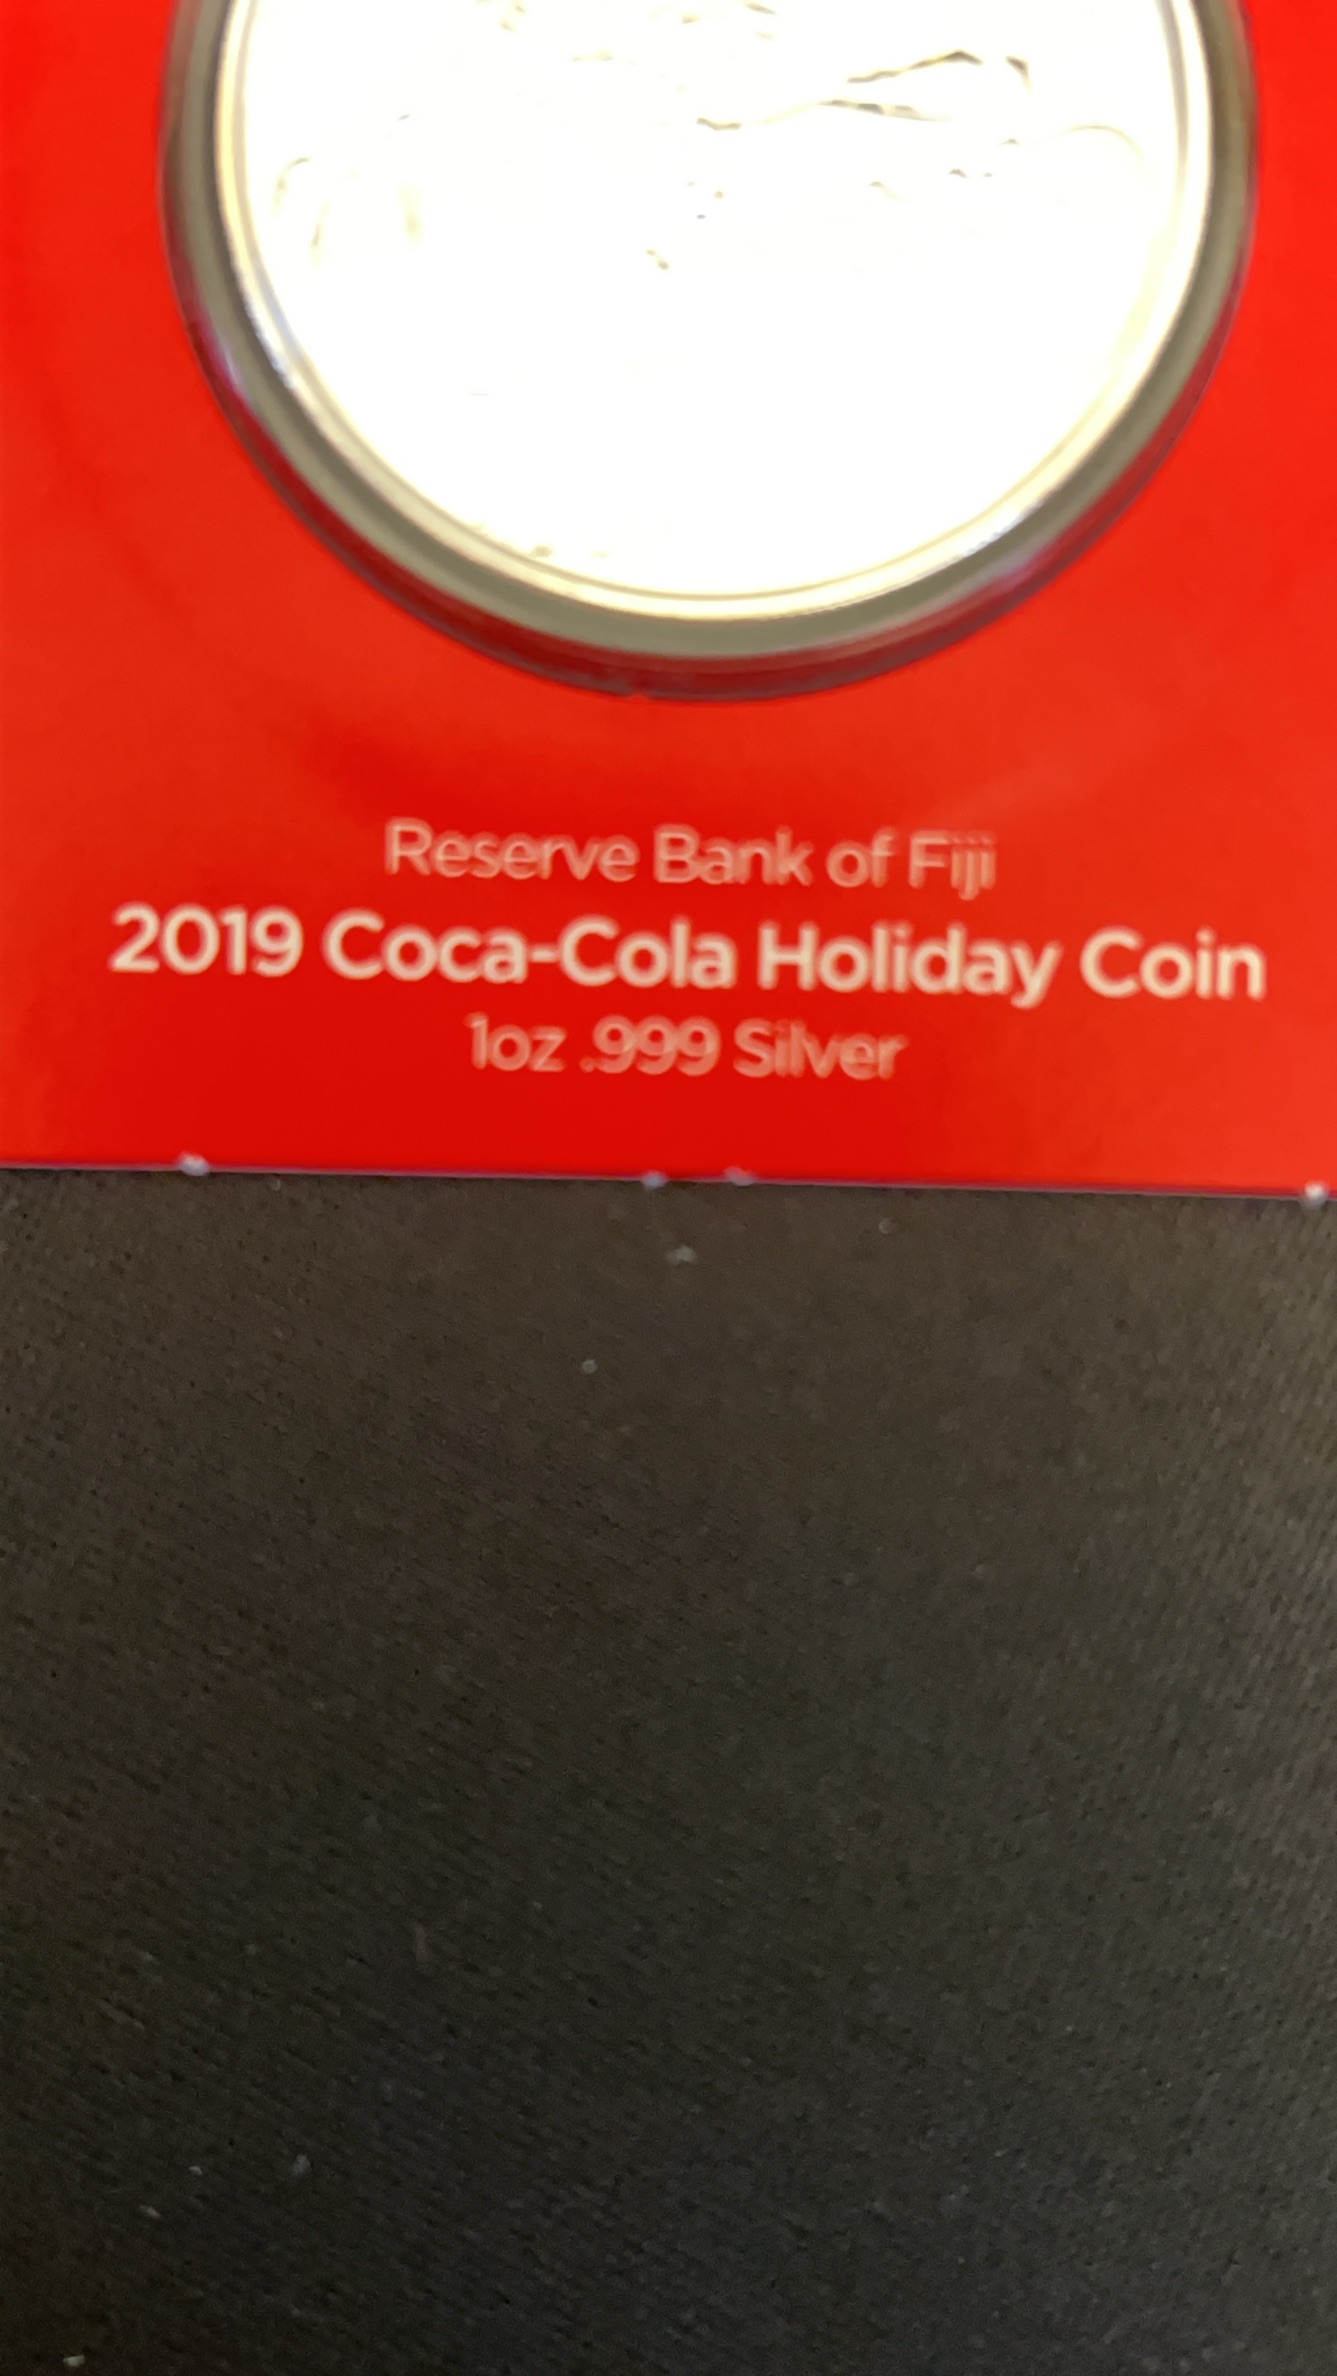 Reserve Bank of Fiji
2019 Coca-Cola Holiday Coin
1oz .999 Silver